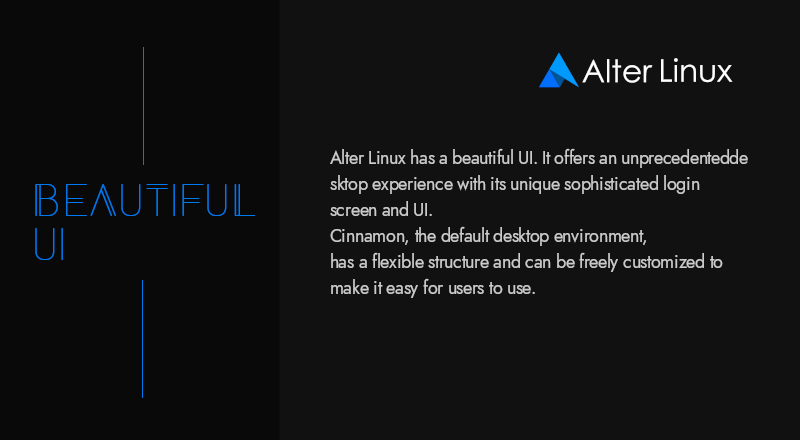 Alter Linux
BEAUTIFUL
UI
Alter Linux has a beautiful UI. It offers an unprecedentedde
sktop experience with its unique sophisticated login
screen and UI.
Cinnamon, the default desktop environment,
has a flexible structure and can be freely customized to
make it easy for users to use.